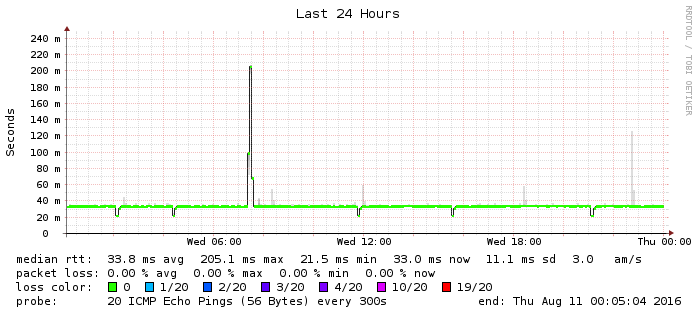 Last 24 Hours
RRDTOOL / TOBI OETIKER
Seconds
240 m
220 m
200 m
180 m
160 m
140 m
120 m
100 m
80 m
60 m
40 m
20 m
0
Wed 06:00 Wed 12:00 Wed 18:00 Thu 00:00
median rtt: 33.8 ms avg 205.1 ms max 21.5 ms min 33.0 ms now 11.1 ms sd 3.0 am/s
packet loss: 0.00 % avg 0.00 % max 0.00 % min 0.00 % now
loss color: 0 1/20 2/20 3/20 4/20 10/20 19/20
probe: 20 ICMP Echo Pings (56 Bytes) every 300s end: Thu Aug 11 00:05:04 2016